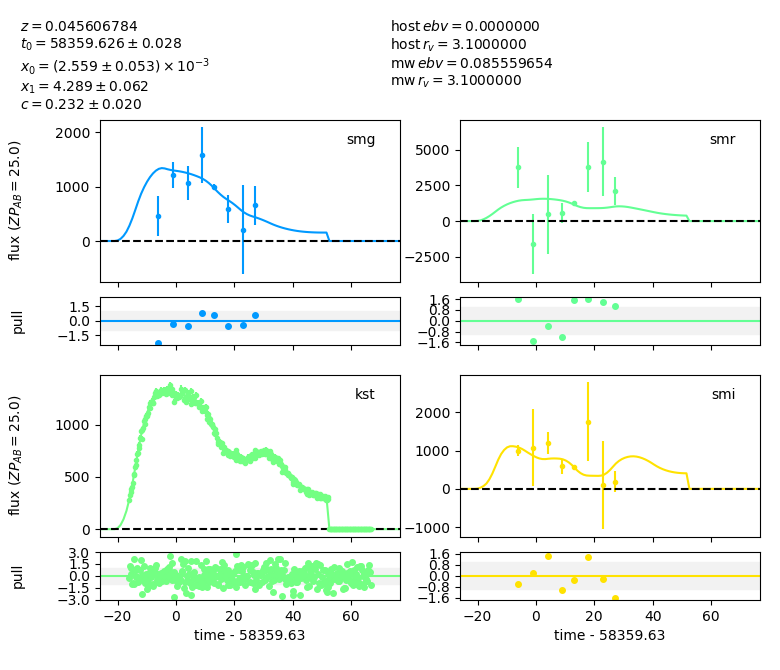 z = 0.045606784
t₀ = 58359.626 ± 0.028
x₀ = (2.559 ± 0.053) × 10⁻³
x₁ = 4.289 ± 0.062
c = 0.232 ± 0.020
host ebv = 0.0000000
host r_v = 3.1000000
mw ebv = 0.085559654
mw r_v = 3.1000000
smg
2000
1000
0
flux (ZP_AB = 25.0)
smr
5000
2500
0
−2500
1.5
0.0
−1.5
pull
1.6
0.8
0.0
−0.8
−1.6
kst
1000
500
0
flux (ZP_AB = 25.0)
smi
2000
1000
0
−1000
3.0
1.5
0.0
−1.5
−3.0
pull
−20 0 20 40 60
time - 58359.63
1.6
0.8
0.0
−0.8
−1.6
−20 0 20 40 60
time - 58359.63